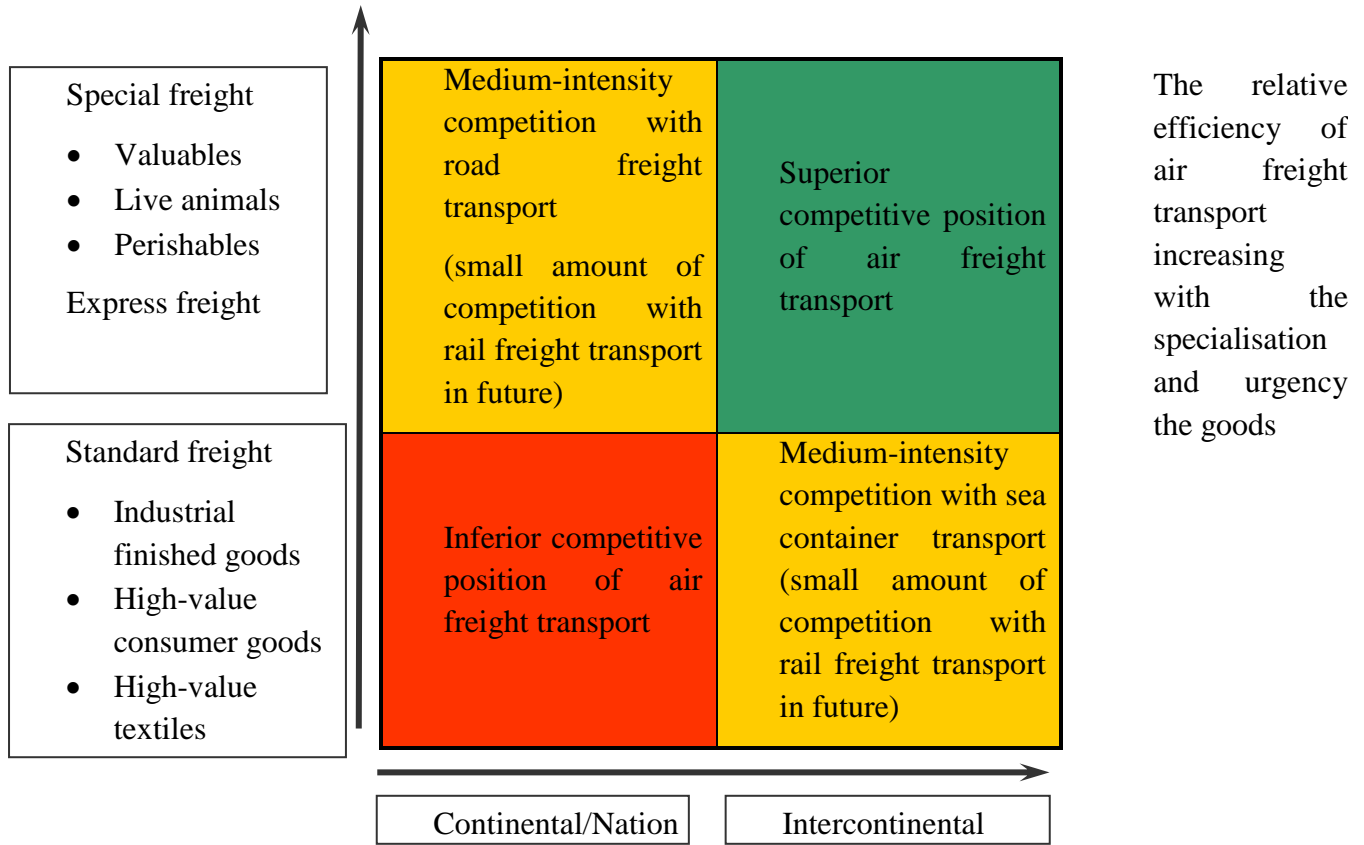 Special freight
• Valuables
• Live animals
• Perishables
Express freight
Standard freight
• Industrial
finished goods
• High-value
consumer goods
• High-value
textiles
Medium-intensity
competition with
road freight
transport
(small amount of
competition with
rail freight transport
in future)
Superior
competitive position
of air freight
transport
Inferior competitive
position of air
freight transport
Medium-intensity
competition with sea
container transport
(small amount of
competition with
rail freight transport
in future)
The relative
efficiency of
air freight
transport
increasing
with the
specialisation
and urgency
the goods
Continental/Nation
Intercontinental